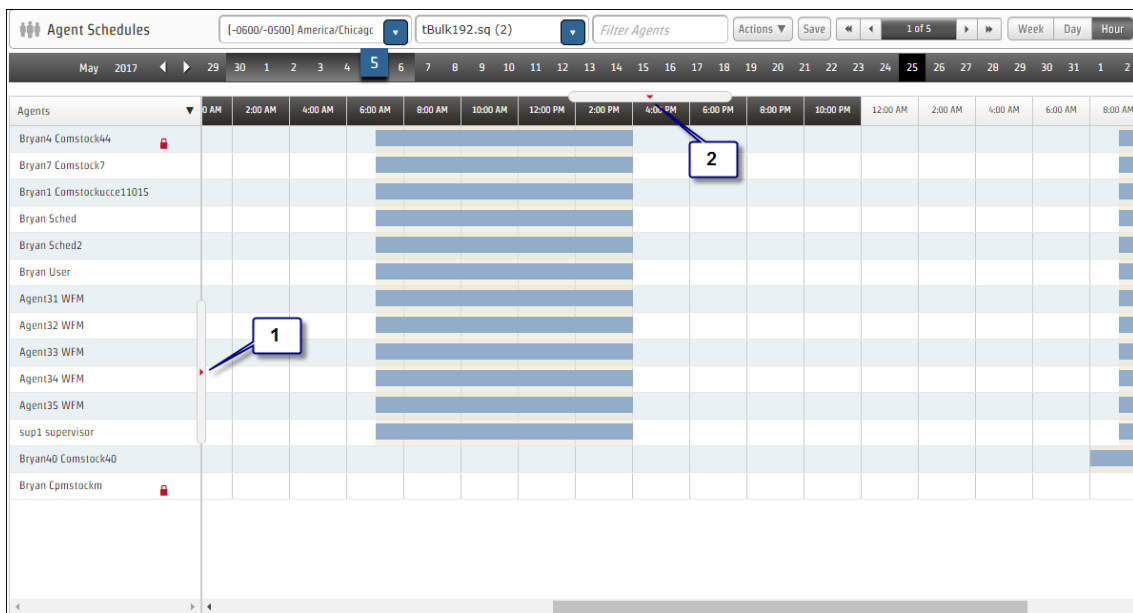 Agent Schedules [-0600/-0500] America/Chicagc tBulk192.sq (2) Filter Agents Actions ▼ Save 1 of 5 Week Day Hour
May 2017 29 30 1 2 3 4 5 6 7 8 9 10 11 12 13 14 15 16 17 18 19 20 21 22 23 24 25 26 27 28 29 30 31 1 2
Agents 0 AM 2:00 AM 4:00 AM 6:00 AM 8:00 AM 10:00 AM 12:00 PM 2:00 PM 4:00 PM 6:00 PM 8:00 PM 10:00 PM 12:00 AM 2:00 AM 4:00 AM 6:00 AM 8:00 AM
Bryan4 Comstock44
Bryan7 Comstock7
2
Bryan1 Comstockucce11015
Bryan Sched
Bryan Sched2
Bryan User
Agent31 WFM
Agent32 WFM
1
Agent33 WFM
Agent34 WFM
Agent35 WFM
sup1 supervisor
Bryan40 Comstock40
Bryan Cpmstockm